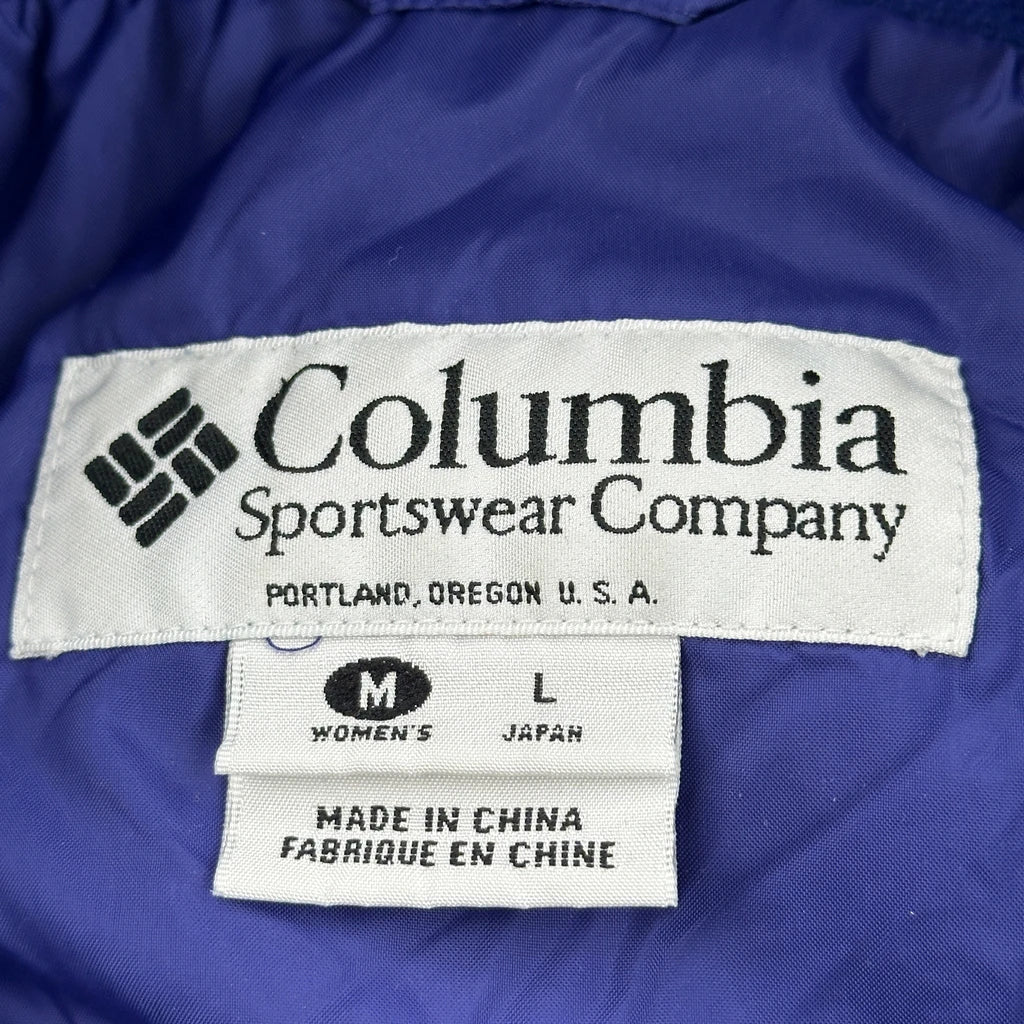 Columbia
Sportswear Company
PORTLAND, OREGON U. S. A.
M L
WOMEN'S JAPAN
MADE IN CHINA
FABRIQUE EN CHINE